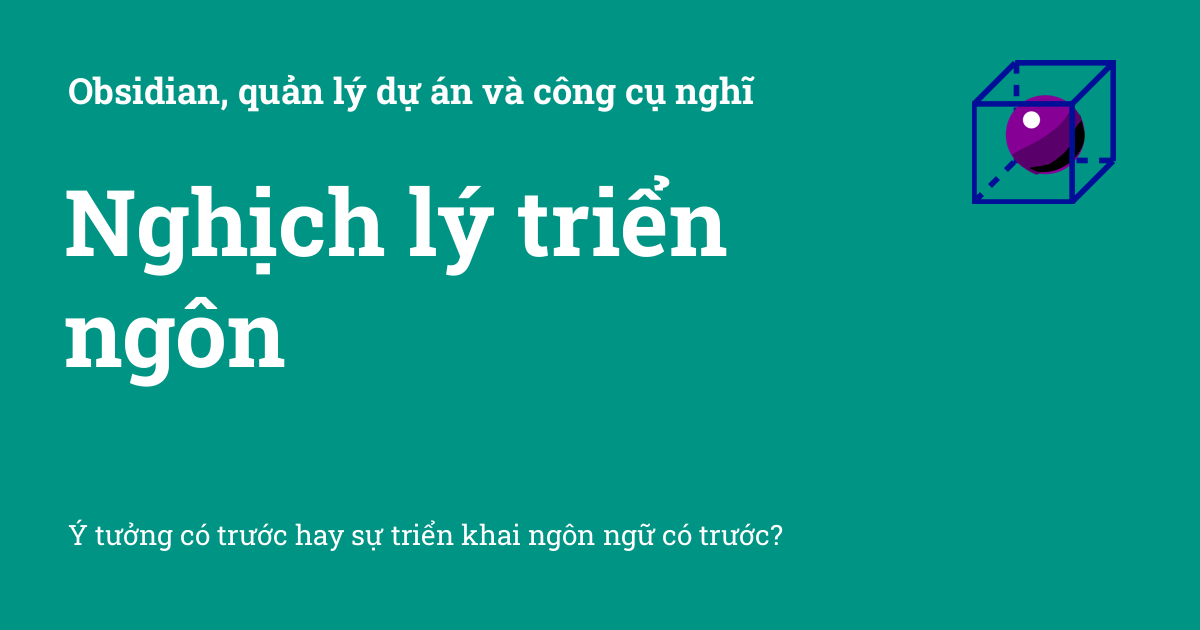 Obsidian, quản lý dự án và công cụ nghĩ
Nghịch lý triển
ngôn
Ý tưởng có trước hay sự triển khai ngôn ngữ có trước?